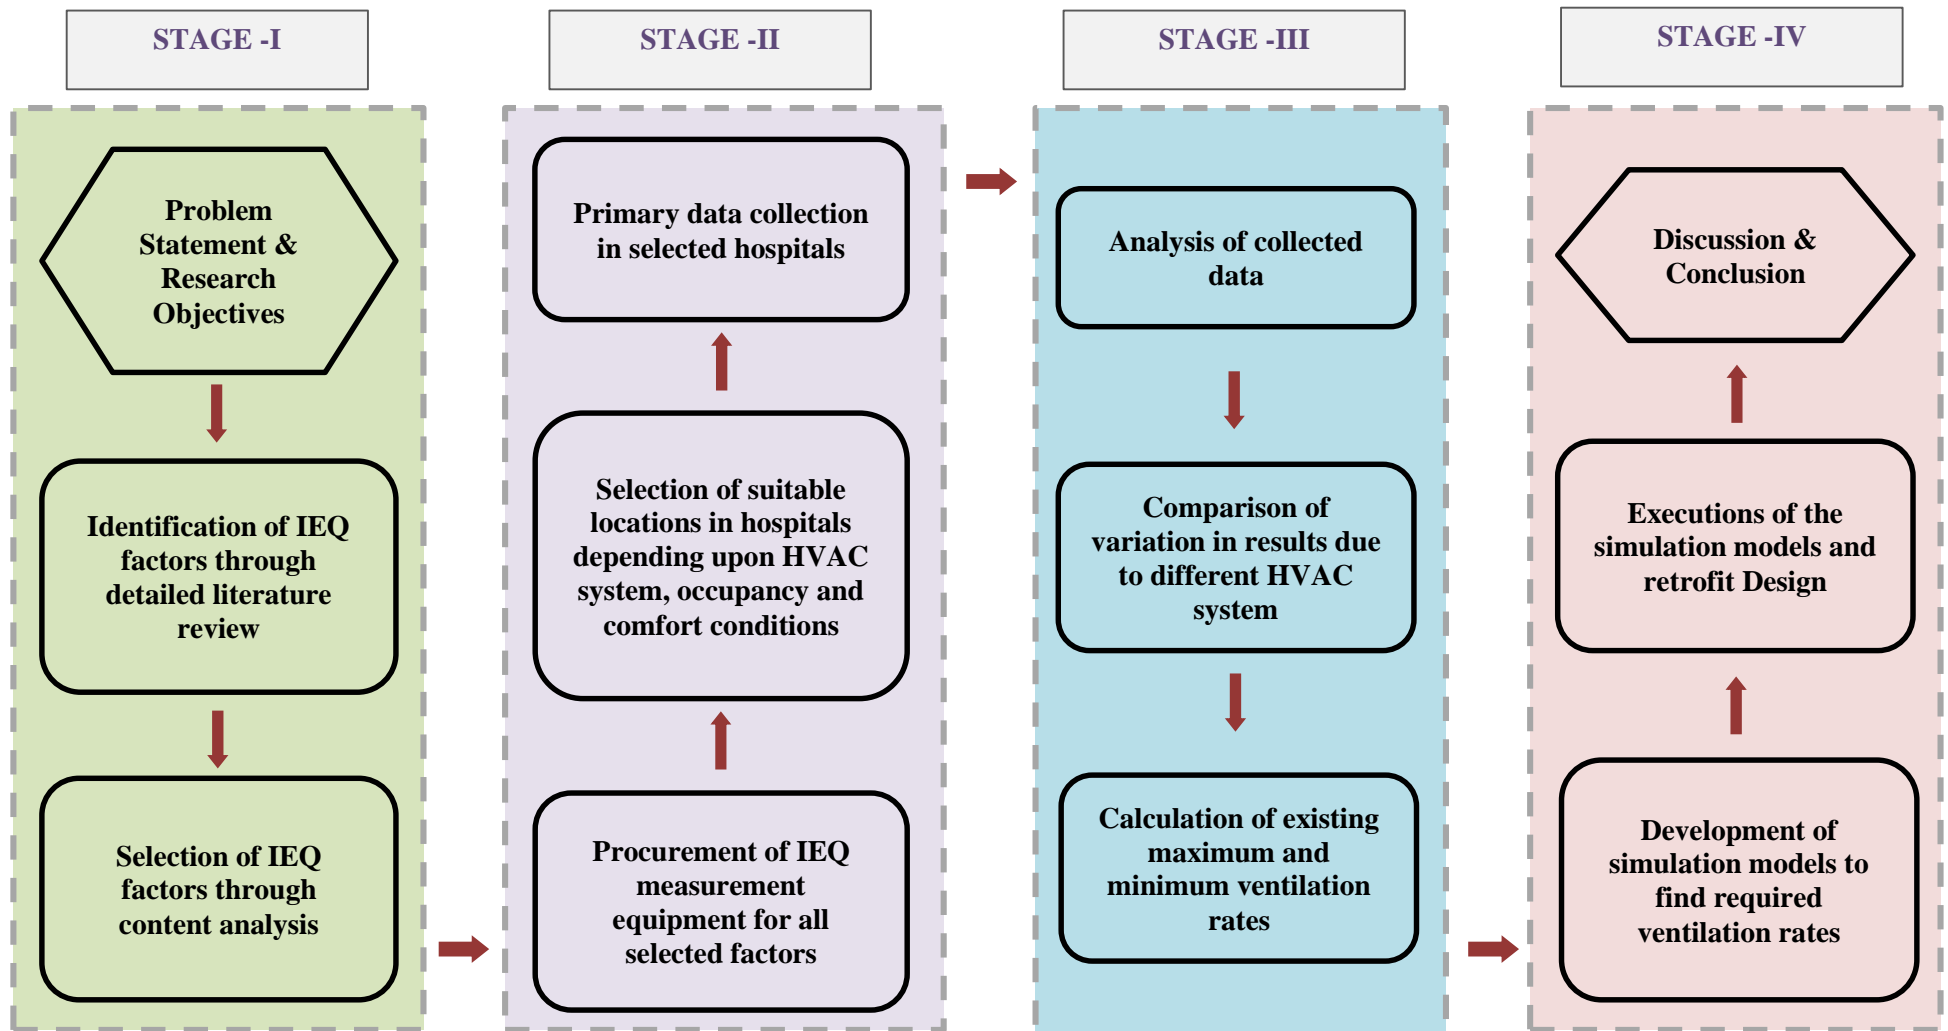 STAGE -I
Problem
Statement &
Research
Objectives
Identification of IEQ
factors through
detailed literature
review
Selection of IEQ
factors through
content analysis
STAGE -II
Primary data collection
in selected hospitals
Selection of suitable
locations in hospitals
depending upon HVAC
system, occupancy and
comfort conditions
Procurement of IEQ
measurement
equipment for all
selected factors
STAGE -III
Analysis of collected
data
Comparison of
variation in results due
to different HVAC
system
Calculation of existing
maximum and
minimum ventilation
rates
STAGE -IV
Discussion &
Conclusion
Executions of the
simulation models and
retrofit Design
Development of
simulation models to
find required
ventilation rates